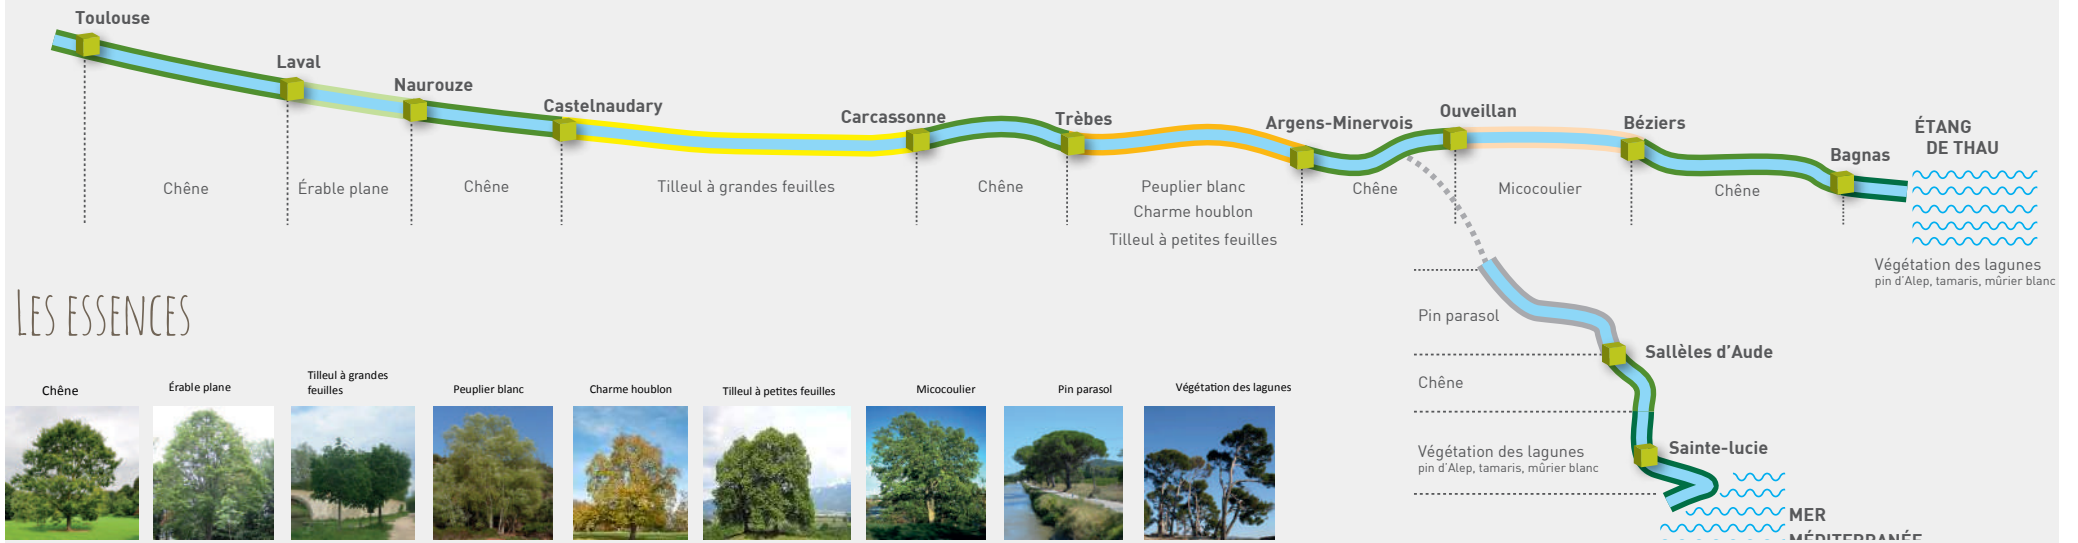 Toulouse
Laval
Naurouze
Castelnaudary
Carcassonne
Trèbes
Argens-Minervois
Ouveillan
Béziers
Bagnas
ÉTANG
DE THAU
Chêne
Érable plane
Chêne
Tilleul à grandes feuilles
Chêne
Peuplier blanc
Charme houblon
Tilleul à petites feuilles
Chêne
Micocoulier
Chêne
Végétation des lagunes
pin d'Alep, tamaris, mûrier blanc
Pin parasol
Sallèles d'Aude
Chêne
Sainte-lucie
Végétation des lagunes
pin d'Alep, tamaris, mûrier blanc
MER
MÉDITERRANÉE
LES ESSENCES
Chêne
Érable plane
Tilleul à grandes
feuilles
Peuplier blanc
Charme houblon
Tilleul à petites feuilles
Micocoulier
Pin parasol
Végétation des lagunes